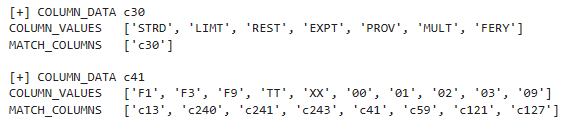 [+] COLUMN_DATA c30
COLUMN_VALUES ['STRD', 'LIMT', 'REST', 'EXPT', 'PROV', 'MULT', 'FERY']
MATCH_COLUMNS ['c30']

[+] COLUMN_DATA c41
COLUMN_VALUES ['F1', 'F3', 'F9', 'TT', 'XX', '00', '01', '02', '03', '09']
MATCH_COLUMNS ['c13', 'c240', 'c241', 'c243', 'c41', 'c59', 'c121', 'c127']